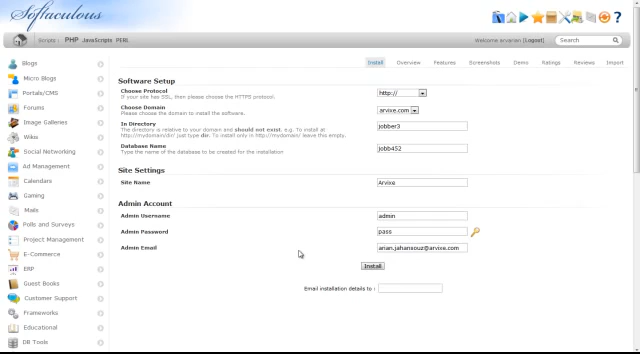 Softaculous
Scripts : PHP JavaScripts PERL
Welcome arvixein [Logout]
Search
Blogs
Micro Blogs
Portals/CMS
Forums
Image Galleries
Wikis
Social Networking
Ad Management
Calendars
Gaming
Mails
Polls and Surveys
Project Management
E-Commerce
ERP
Guest Books
Customer Support
Frameworks
Educational
DB Tools
Install Overview Features Screenshots Demo Ratings Reviews Import
Software Setup
Choose Protocol
If your site has SSL, then please choose the HTTPS protocol.
http://
Choose Domain
Please choose the domain to install the software.
arvixe.com
In Directory
The directory is relative to your domain and should not exist. e.g. To install at
http://mydomain/dir/ just type dir. To install only in http://mydomain/ leave this empty.
jobber3
Database Name
Type the name of the database to be created for the installation
jobb452
Site Settings
Site Name
Arvixe
Admin Account
Admin Username
admin
Admin Password
pass
Admin Email
arian.jahansouz@arvixe.com
Install
Email installation details to :